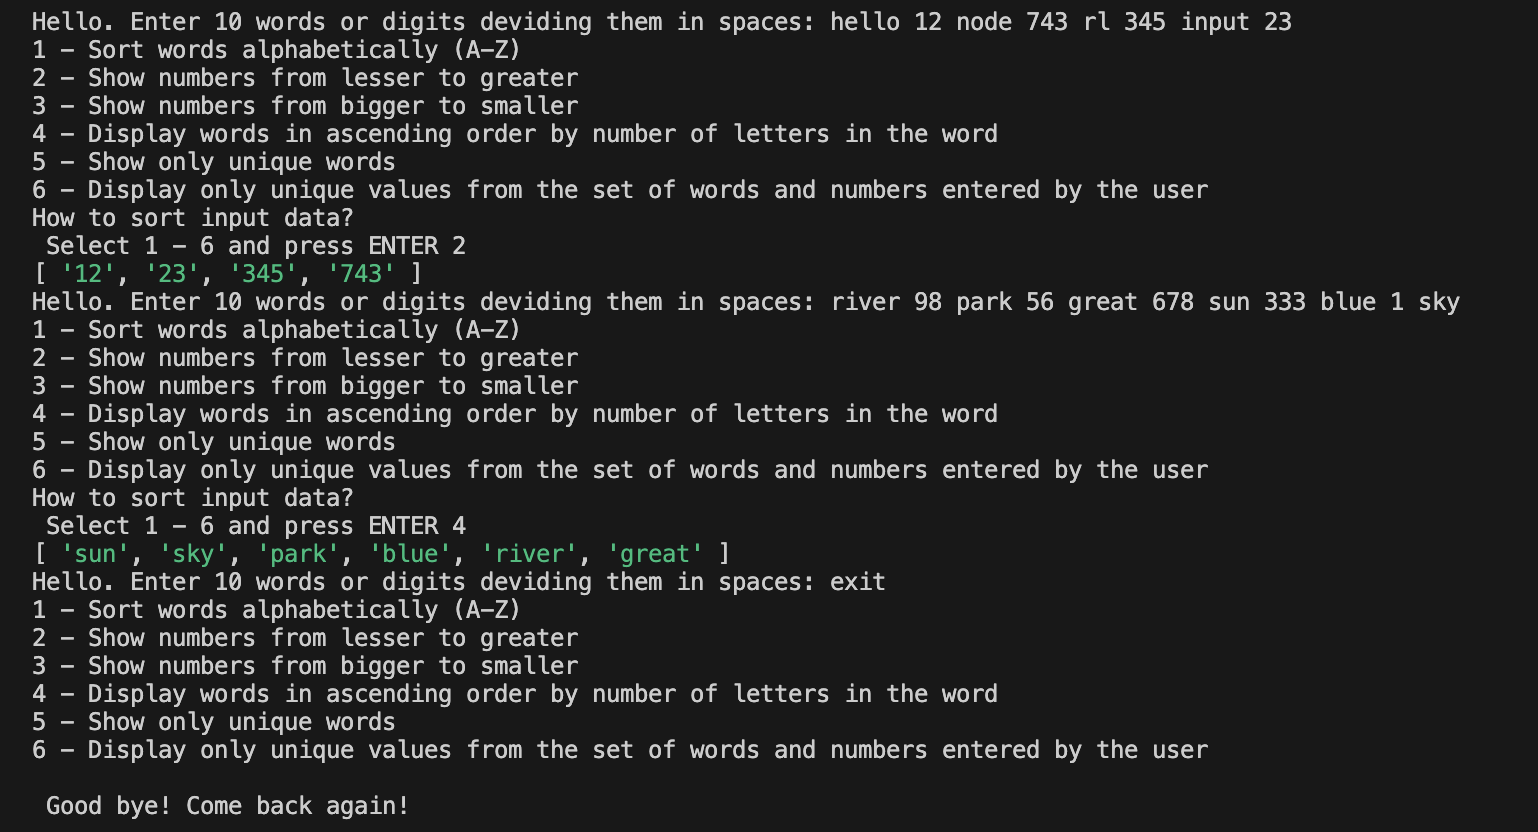 Hello. Enter 10 words or digits deviding them in spaces: hello 12 node 743 rl 345 input 23
1 – Sort words alphabetically (A–Z)
2 – Show numbers from lesser to greater
3 – Show numbers from bigger to smaller
4 – Display words in ascending order by number of letters in the word
5 – Show only unique words
6 – Display only unique values from the set of words and numbers entered by the user
How to sort input data?
 Select 1 – 6 and press ENTER 2
[ '12', '23', '345', '743' ]
Hello. Enter 10 words or digits deviding them in spaces: river 98 park 56 great 678 sun 333 blue 1 sky
1 – Sort words alphabetically (A–Z)
2 – Show numbers from lesser to greater
3 – Show numbers from bigger to smaller
4 – Display words in ascending order by number of letters in the word
5 – Show only unique words
6 – Display only unique values from the set of words and numbers entered by the user
How to sort input data?
 Select 1 – 6 and press ENTER 4
[ 'sun', 'sky', 'park', 'blue', 'river', 'great' ]
Hello. Enter 10 words or digits deviding them in spaces: exit
1 – Sort words alphabetically (A–Z)
2 – Show numbers from lesser to greater
3 – Show numbers from bigger to smaller
4 – Display words in ascending order by number of letters in the word
5 – Show only unique words
6 – Display only unique values from the set of words and numbers entered by the user
 Good bye! Come back again!